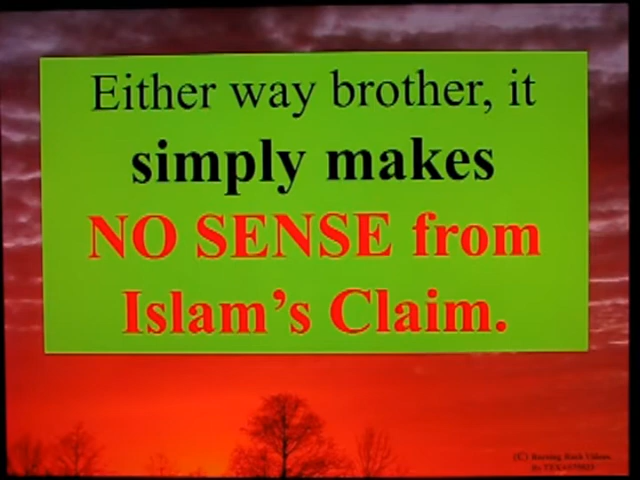 Either way brother, it
simply makes
NO SENSE from
Islam's Claim.